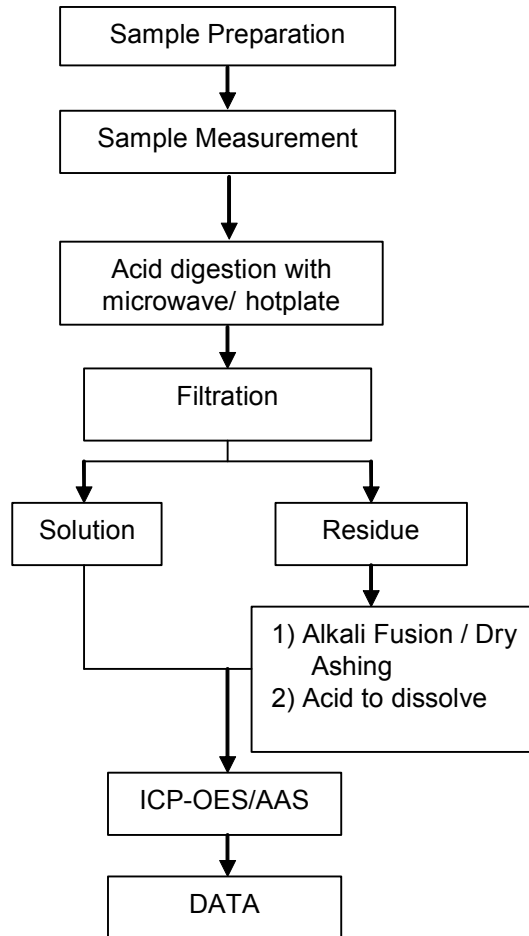 Sample Preparation
Sample Measurement
Acid digestion with
microwave/ hotplate
Filtration
Solution
Residue
1) Alkali Fusion / Dry
Ashing
2) Acid to dissolve
ICP-OES/AAS
DATA